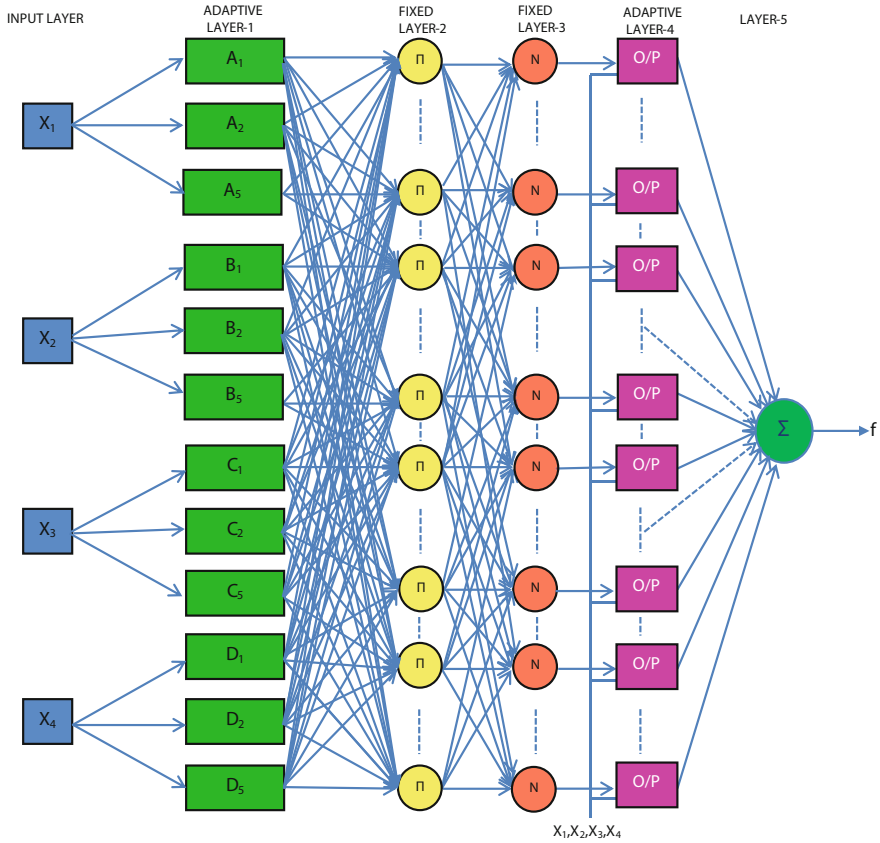 INPUT LAYER
ADAPTIVE
LAYER-1
FIXED
LAYER-2
FIXED
LAYER-3
ADAPTIVE
LAYER-4
LAYER-5
X₁
X₂
X₃
X₄
A₁
A₂
A₅
B₁
B₂
B₅
C₁
C₂
C₅
D₁
D₂
D₅
Π
Π
Π
Π
Π
Π
Π
Π
N
N
N
N
N
N
N
N
O/P
O/P
O/P
O/P
O/P
O/P
O/P
O/P
Σ
f
X₁,X₂,X₃,X₄